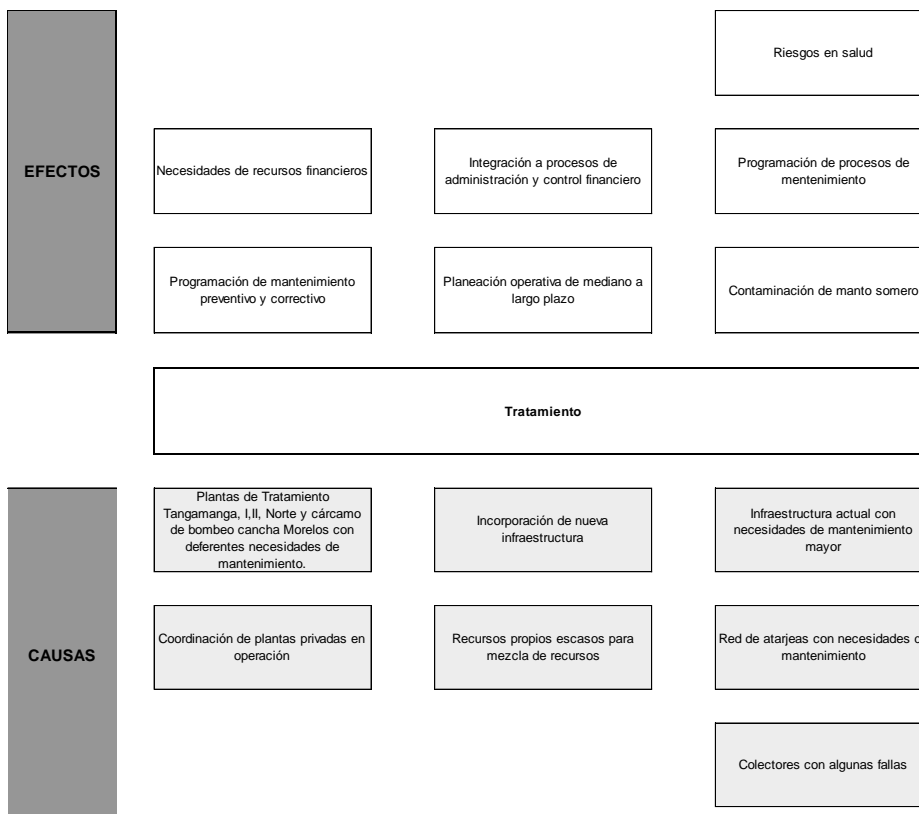 Riesgos en salud
EFECTOS
Necesidades de recursos financieros
Integración a procesos de
administración y control financiero
Programación de procesos de
mentenimiento
Programación de mantenimiento
preventivo y correctivo
Planeación operativa de mediano a
largo plazo
Contaminación de manto somero
Tratamiento
CAUSAS
Plantas de Tratamiento
Tangamanga, I,II, Norte y cárcamo
de bombeo cancha Morelos con
deferentes necesidades de
mantenimiento.
Incorporación de nueva
infraestructura
Infraestructura actual con
necesidades de mantenimiento
mayor
Coordinación de plantas privadas en
operación
Recursos propios escasos para
mezcla de recursos
Red de atarjeas con necesidades
mantenimiento
Colectores con algunas fallas